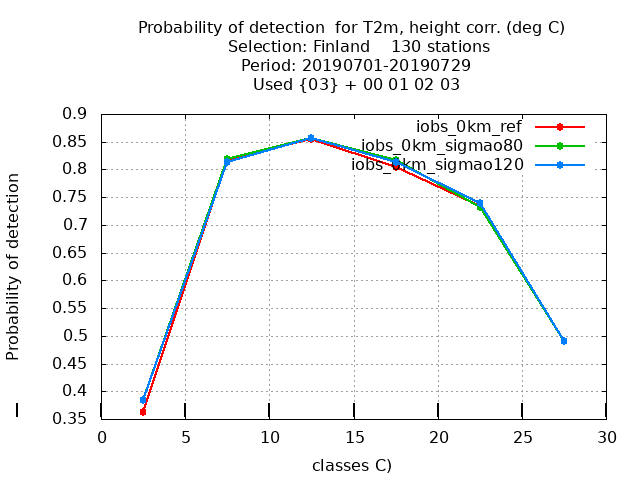 Probability of detection  for T2m, height corr. (deg C)
Selection: Finland    130 stations
Period: 20190701-20190729
Used {03} + 00 01 02 03
iobs_0km_ref
iobs_0km_sigmao80
iobs_0km_sigmao120
0.9
0.85
0.8
0.75
0.7
0.65
0.6
0.55
0.5
0.45
0.4
0.35
Probability of detection
0 5 10 15 20 25 30
classes C)